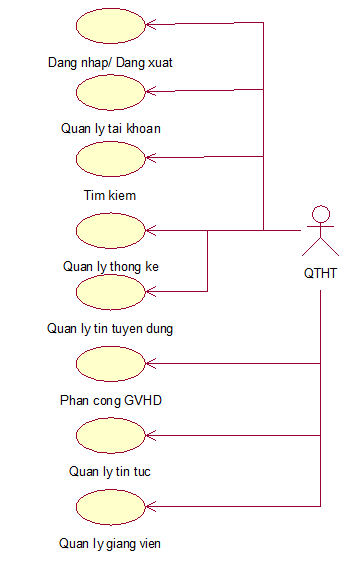 Dang nhap/ Dang xuat
Quan ly tai khoan
Tim kiem
Quan ly thong ke
QTHT
Quan ly tin tuyen dung
Phan cong GVHD
Quan ly tin tuc
Quan ly giang vien